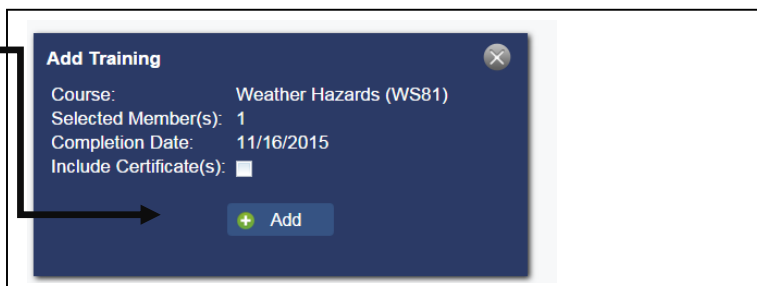 Add Training
Course: Weather Hazards (WS81)
Selected Member(s): 1
Completion Date: 11/16/2015
Include Certificate(s):
Add